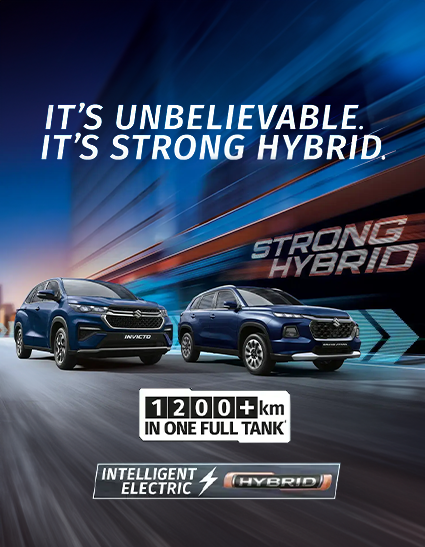 IT'S UNBELIEVABLE.
IT'S STRONG HYBRID.
STRONG
HYBRID
INVICTO
1200+km
IN ONE FULL TANK*
INTELLIGENT
ELECTRIC
HYBRID